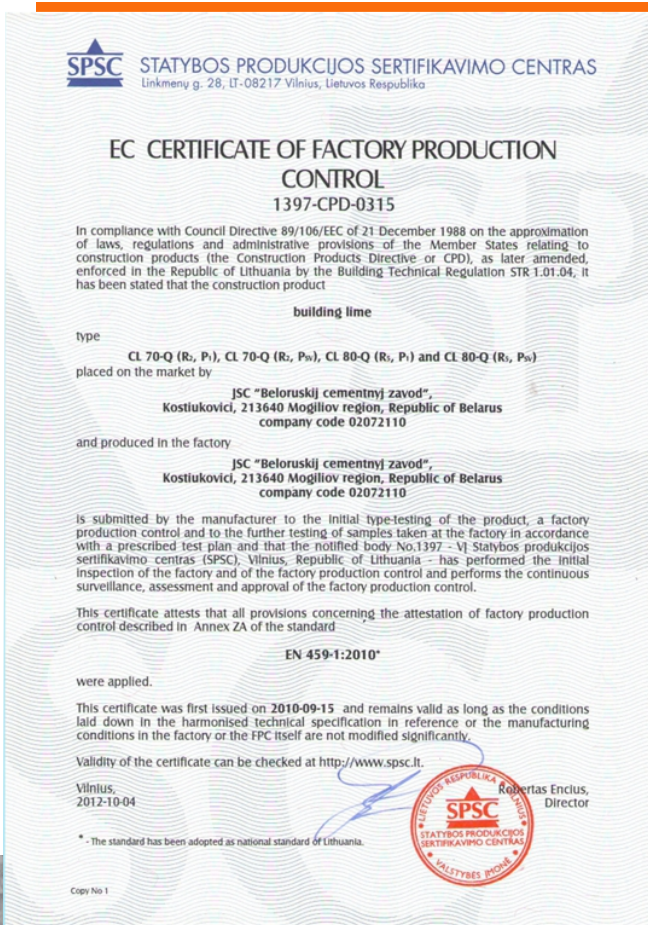 SPSC
STATYBOS PRODUKCIJOS SERTIFIKAVIMO CENTRAS
Linkmenų g. 28, LT-08217 Vilnius, Lietuvos Respublika
EC CERTIFICATE OF FACTORY PRODUCTION
CONTROL
1397-CPD-0315
In compliance with Council Directive 89/106/EEC of 21 December 1988 on the approximation
of laws, regulations and administrative provisions of the Member States relating to
construction products (the Construction Products Directive or CPD), as later amended,
enforced in the Republic of Lithuania by the Building Technical Regulation STR 1.01.04, it
has been stated that the construction product
building lime
type
CL 70-Q (R₂, P₁), CL 70-Q (R₂, Psv), CL 80-Q (R₅, P₁) and CL 80-Q (R₅, Psv)
placed on the market by
JSC "Beloruskij cementnyj zavod",
Kostiukovici, 213640 Mogiliov region, Republic of Belarus
company code 02072110
and produced in the factory
JSC "Beloruskij cementnyj zavod",
Kostiukovici, 213640 Mogiliov region, Republic of Belarus
company code 02072110
is submitted by the manufacturer to the initial type-testing of the product, a factory
production control and to the further testing of samples taken at the factory in accordance
with a prescribed test plan and that the notified body No.1397 - VĮ Statybos produkcijos
sertifikavimo centras (SPSC), Vilnius, Republic of Lithuania - has performed the initial
inspection of the factory and of the factory production control and performs the continuous
surveillance, assessment and approval of the factory production control.
This certificate attests that all provisions concerning the attestation of factory production
control described in Annex ZA of the standard
EN 459-1:2010*
were applied.
This certificate was first issued on 2010-09-15 and remains valid as long as the conditions
laid down in the harmonised technical specification in reference or the manufacturing
conditions in the factory or the FPC itself are not modified significantly.
Validity of the certificate can be checked at http://www.spsc.lt.
Vilnius,
2012-10-04
Robertas Encius,
Director
LIETUVOS RESPUBLIKA VILNIUS
SPSC
STATYBOS PRODUKCIJOS
SERTIFIKAVIMO CENTRAS
VALSTYBĖS ĮMONĖ
* - The standard has been adopted as national standard of Lithuania.
Copy No 1